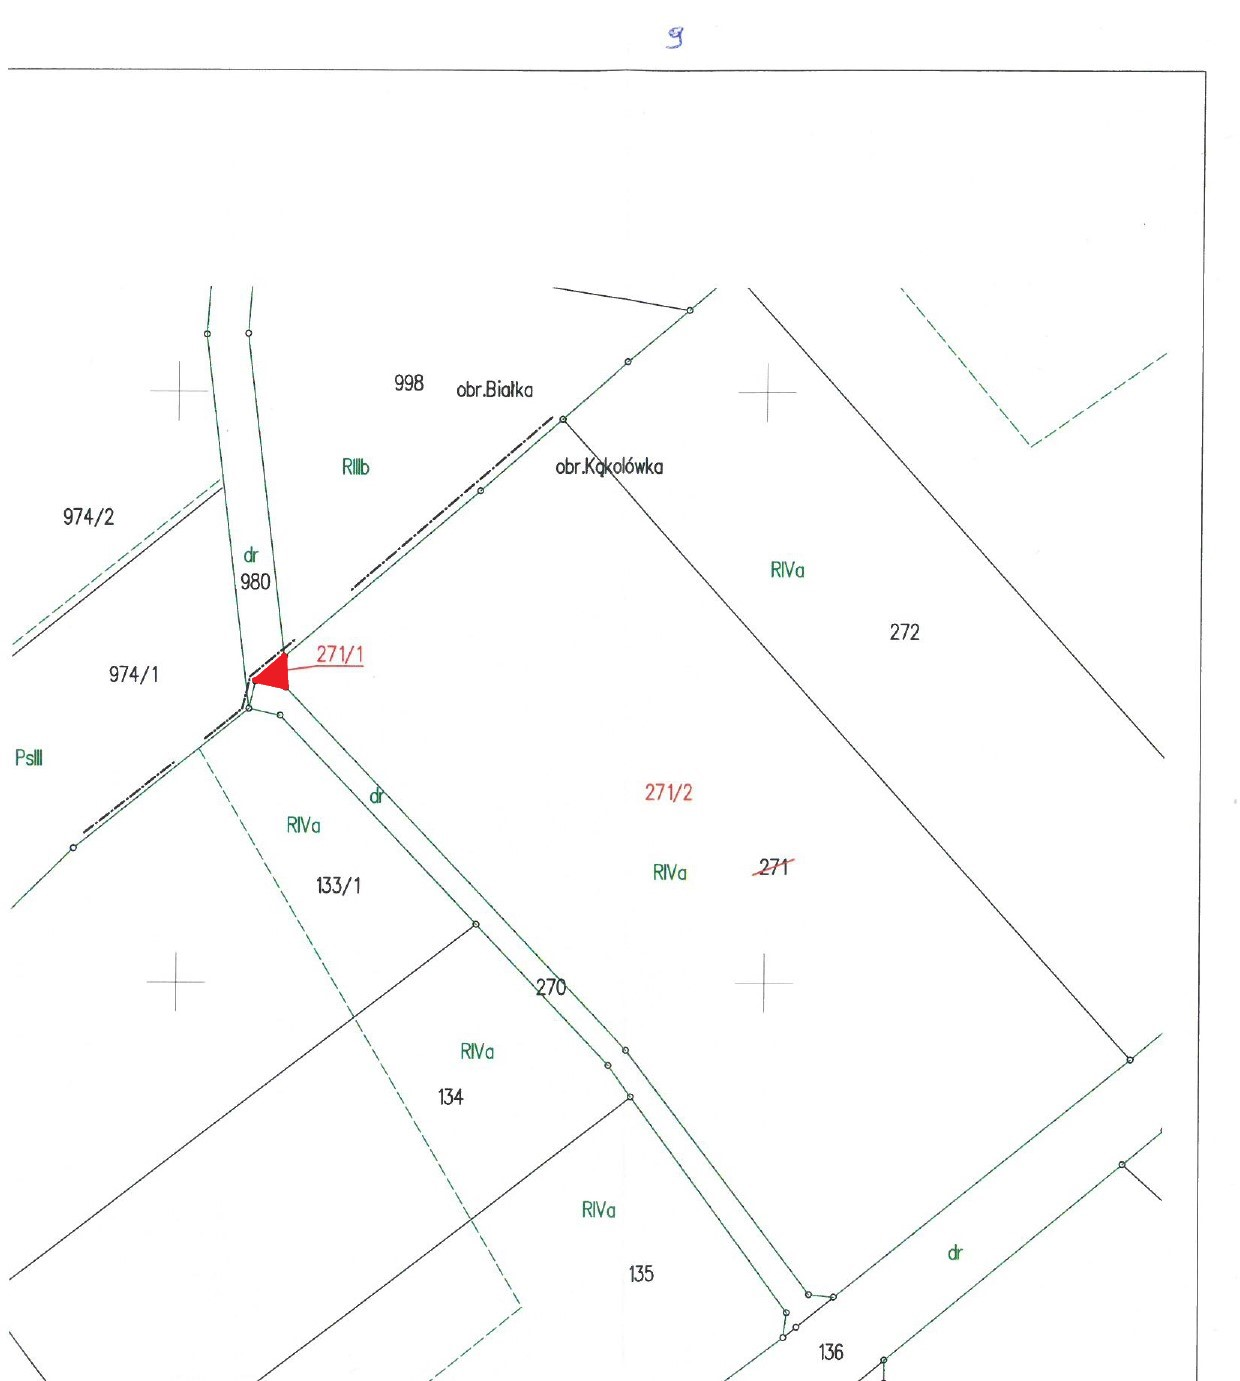 9
998
obr.Białka
RIIIb
obr.Kąkolówka
974/2
dr
980
RIVa
272
271/1
974/1
PsIII
271/2
dr
RIVa
RIVa
271
133/1
270
RIVa
134
RIVa
135
dr
136